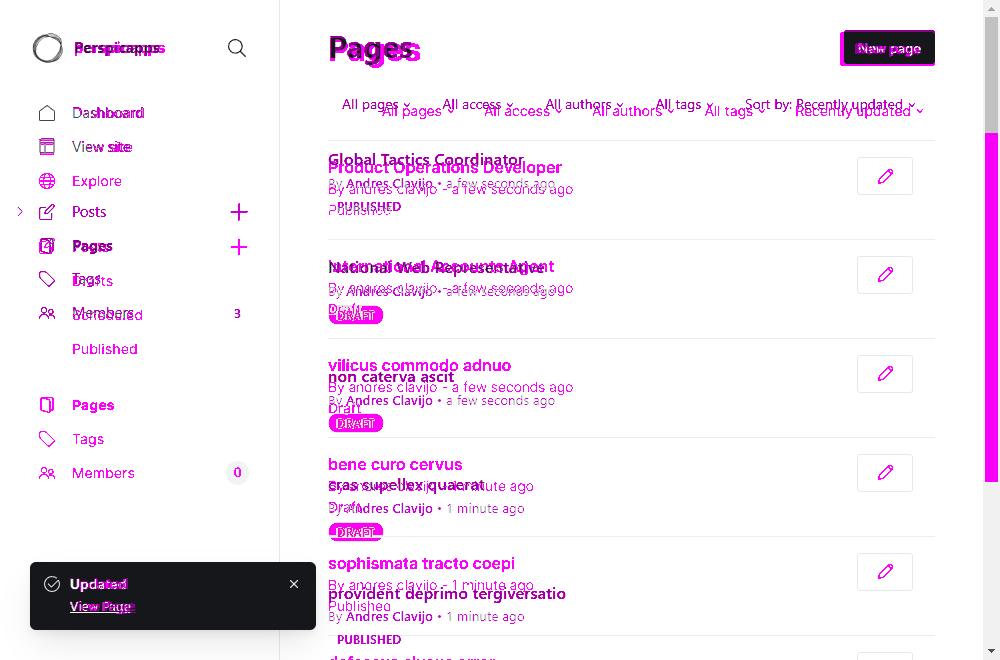 Perspicapps
Dashboard
View site
Explore
Posts
Pages
Tags
Drafts
Members 3
Scheduled
Published
Pages
Tags
Members 0
Updated
View Page
Pages
New page
All pages All access All authors All tags Sort by: Recently updated
All pages All access All authors All tags Recently updated
Global Tactics Coordinator
Product Operations Developer
By Andres Clavijo • a few seconds ago
By andres clavijo - a few seconds ago
PUBLISHED
Published
International Accounts Agent
National Web Representative
By andres clavijo - a few seconds ago
By Andres Clavijo • a few seconds ago
Draft
DRAFT
vilicus commodo adnuo
non caterva ascit
By andres clavijo - a few seconds ago
By Andres Clavijo • a few seconds ago
Draft
DRAFT
bene curo cervus
cras supellex quaerat
By andres clavijo - 1 minute ago
Draft
By Andres Clavijo • 1 minute ago
DRAFT
sophismata tracto coepi
By andres clavijo - 1 minute ago
provident deprimo tergiversatio
Published
By Andres Clavijo • 1 minute ago
PUBLISHED